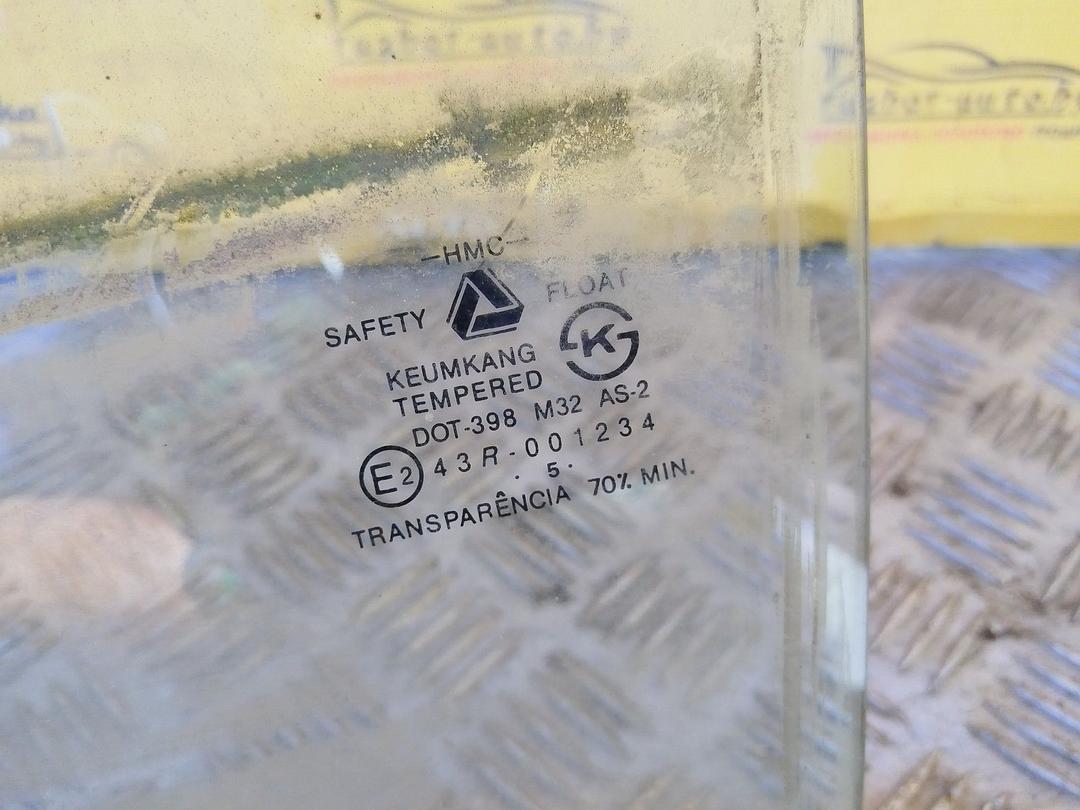 -HMC-
SAFETY
FLOAT
K
KEUMKANG
TEMPERED
DOT-398 M32 AS-2
E2 43R-001234
. 5 .
TRANSPARÊNCIA 70% MIN.